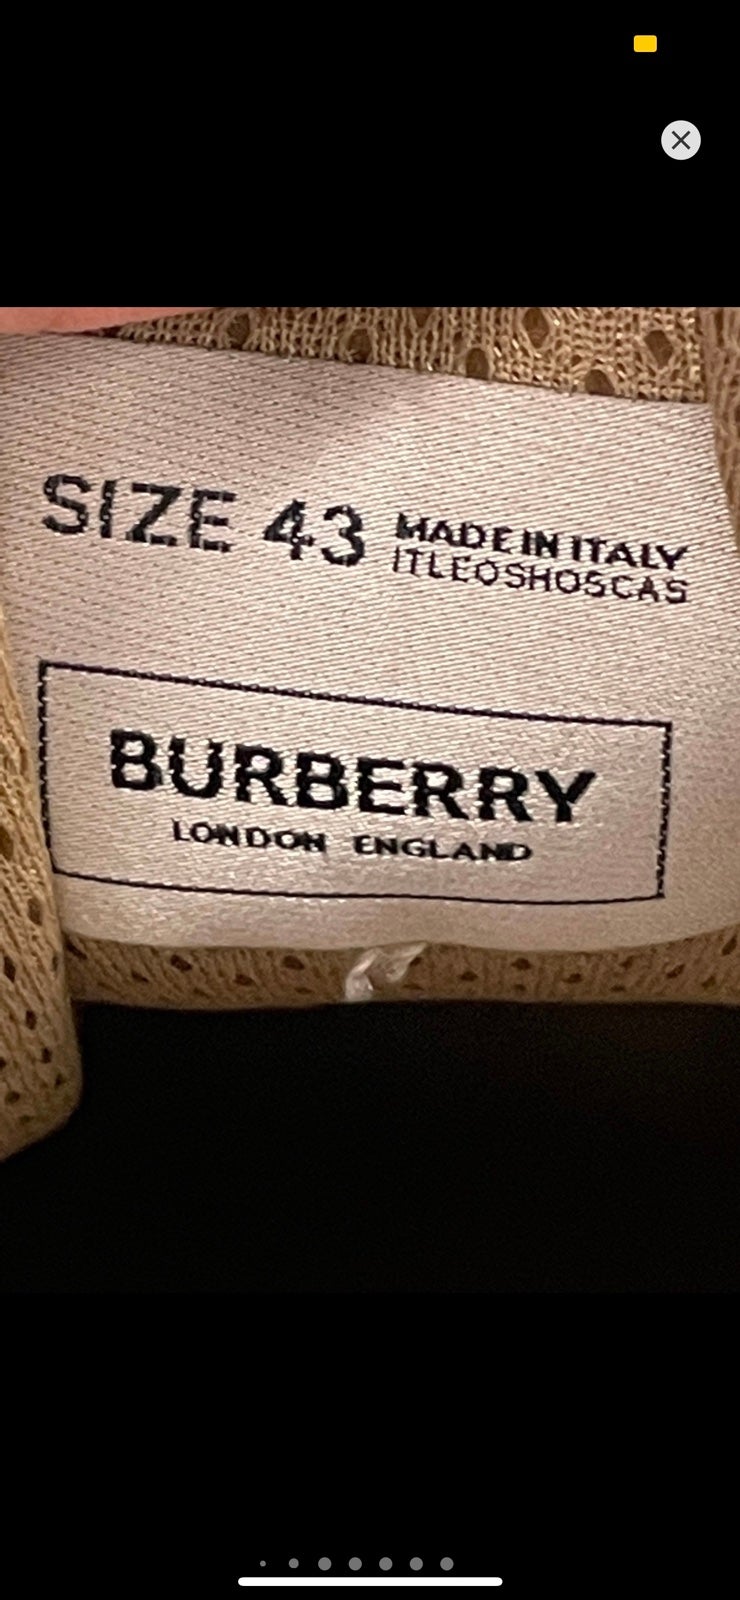 SIZE 43
MADE IN ITALY
ITLEOSHOSCAS
BURBERRY
LONDON ENGLAND